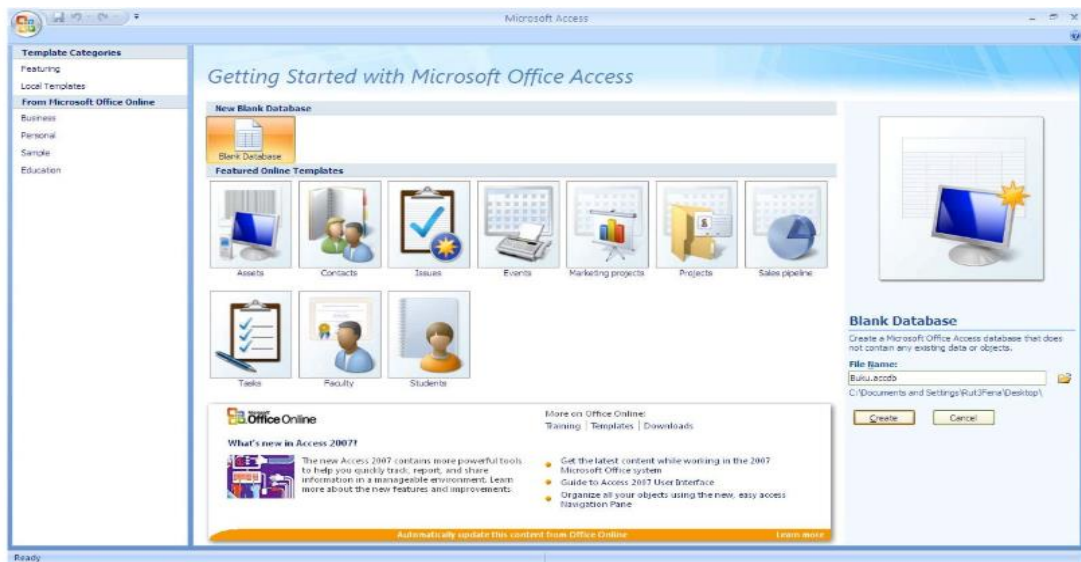 Microsoft Access
Template Categories
Featuring
Local Templates
From Microsoft Office Online
Business
Personal
Sample
Education
Getting Started with Microsoft Office Access
New Blank Database
Blank Database
Featured Online Templates
Assets
Contacts
Issues
Events
Marketing projects
Projects
Sales pipeline
Tasks
Faculty
Students
Microsoft
Office Online
More on Office Online:
Training | Templates | Downloads
What's new in Access 2007?
The new Access 2007 contains more powerful tools
to help you quickly track, report, and share
information in a manageable environment. Learn
more about the new features and improvements.
Get the latest content while working in the 2007
Microsoft Office system
Guide to Access 2007 User Interface
Organize all your objects using the new, easy access
Navigation Pane
Automatically update this content from Office Online
Learn more
Blank Database
Create a Microsoft Office Access database that does
not contain any existing data or objects.
File Name:
Buku.accdb
C:\Documents and Settings\Rut3Fena\Desktop\
Create
Cancel
Ready